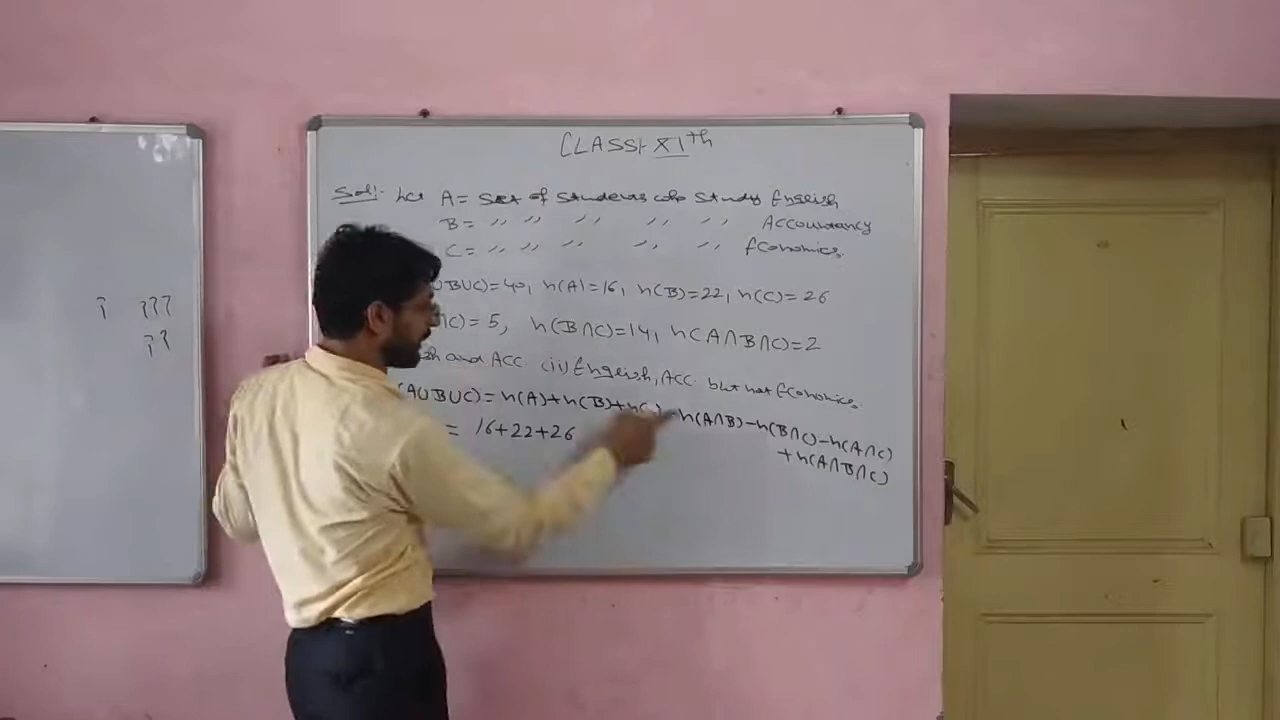 CLASS:- XIth
Sol:- Let A = Set of Students who Study English
B = ,, ,, ,, ,, ,, Accountancy
C = ,, ,, ,, ,, ,, Economics.
∪B∪C)=40, n(A)=16, n(B)=22, n(C)=26
∩C)=5, n(B∩C)=14, n(A∩B∩C)=2
sh and Acc. (ii) English, Acc. but not Economics.
(A∪B∪C)=n(A)+n(B)+n(C)-n(A∩B)-n(B∩C)-n(A∩C)
+n(A∩B∩C)
= 16+22+26
? ???
??